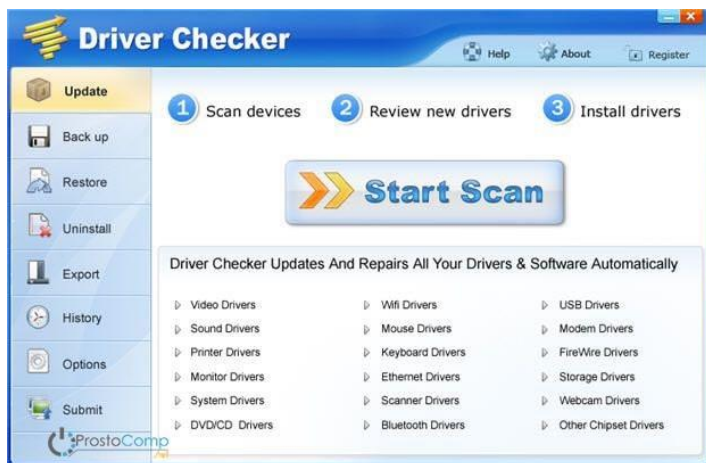 Driver Checker
Help About Register
Update
Back up
Restore
Uninstall
Export
History
Options
Submit
1 Scan devices 2 Review new drivers 3 Install drivers
Start Scan
Driver Checker Updates And Repairs All Your Drivers & Software Automatically
Video Drivers Wifi Drivers USB Drivers
Sound Drivers Mouse Drivers Modem Drivers
Printer Drivers Keyboard Drivers FireWire Drivers
Monitor Drivers Ethernet Drivers Storage Drivers
System Drivers Scanner Drivers Webcam Drivers
DVD/CD Drivers Bluetooth Drivers Other Chipset Drivers
ProstoComp